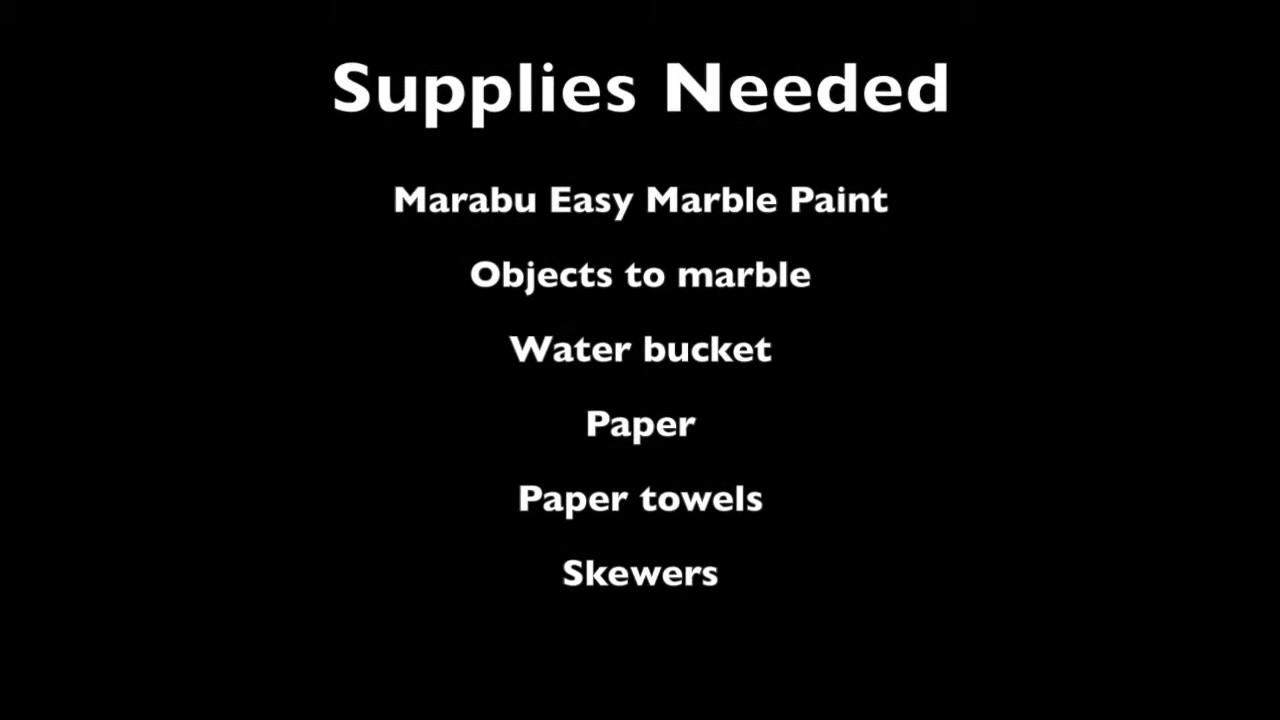 Supplies Needed
Marabu Easy Marble Paint
Objects to marble
Water bucket
Paper
Paper towels
Skewers